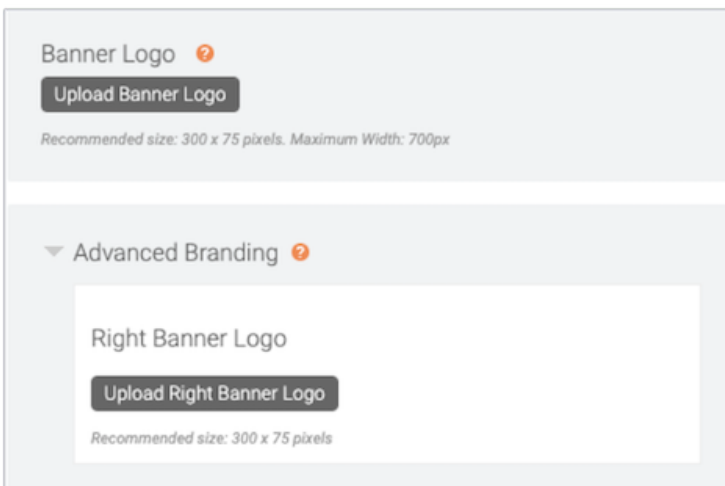 Banner Logo
Upload Banner Logo
Recommended size: 300 x 75 pixels. Maximum Width: 700px
Advanced Branding
Right Banner Logo
Upload Right Banner Logo
Recommended size: 300 x 75 pixels